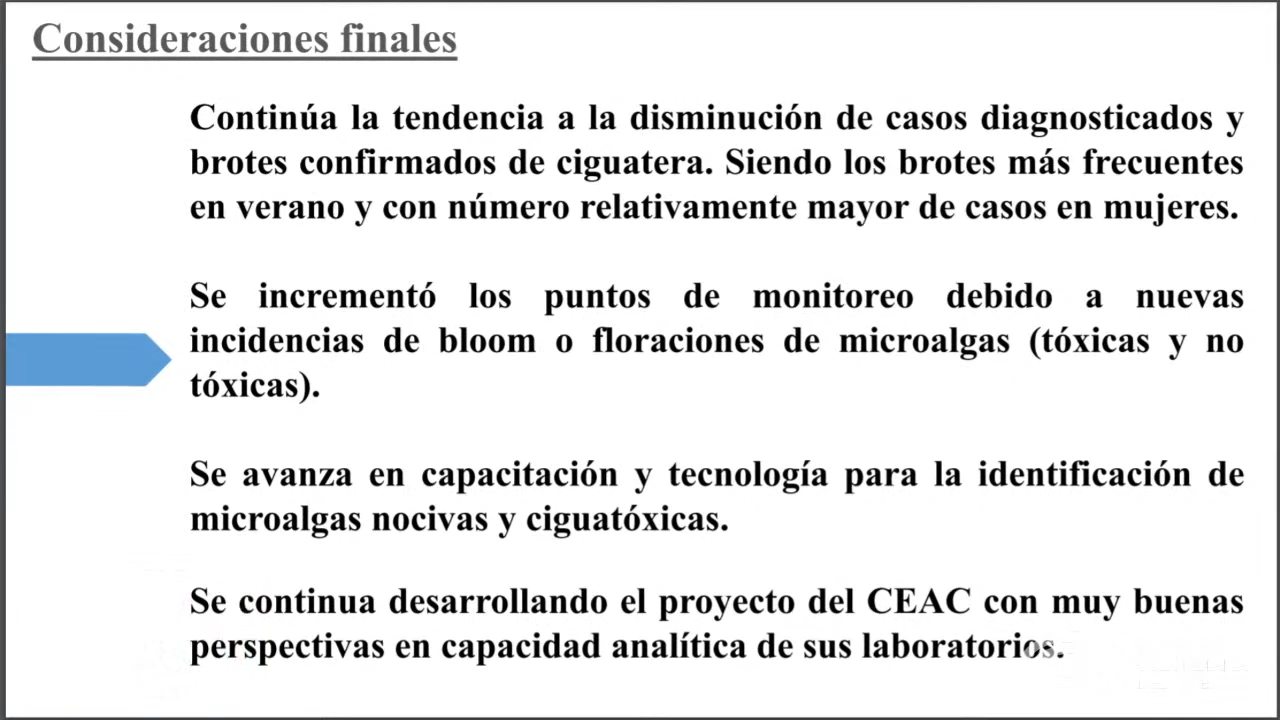 Consideraciones finales
Continúa la tendencia a la disminución de casos diagnosticados y
brotes confirmados de ciguatera. Siendo los brotes más frecuentes
en verano y con número relativamente mayor de casos en mujeres.
Se incrementó los puntos de monitoreo debido a nuevas
incidencias de bloom o floraciones de microalgas (tóxicas y no
tóxicas).
Se avanza en capacitación y tecnología para la identificación de
microalgas nocivas y ciguatóxicas.
Se continua desarrollando el proyecto del CEAC con muy buenas
perspectivas en capacidad analítica de sus laboratorios.